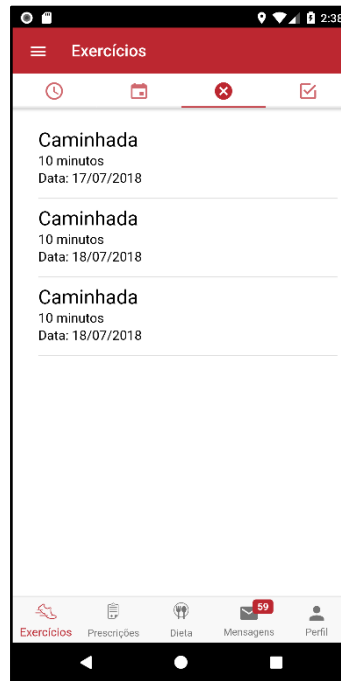 2:38
Exercícios
Caminhada
10 minutos
Data: 17/07/2018
Caminhada
10 minutos
Data: 18/07/2018
Caminhada
10 minutos
Data: 18/07/2018
59
Exercícios Prescrições Dieta Mensagens Perfil